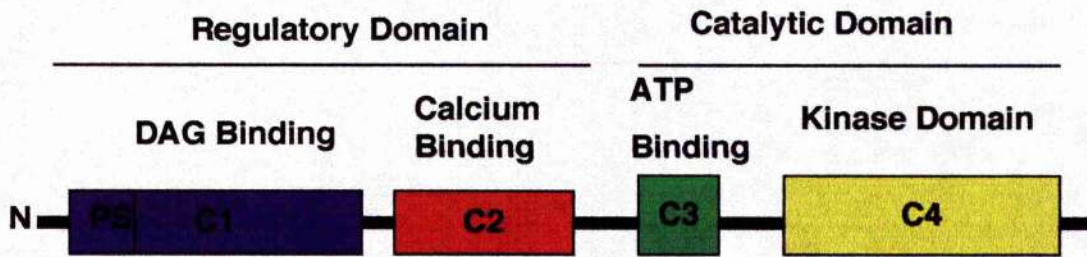 Regulatory Domain
Catalytic Domain
DAG Binding
Calcium
Binding
ATP
Binding
Kinase Domain
N
PS
C1
C2
C3
C4